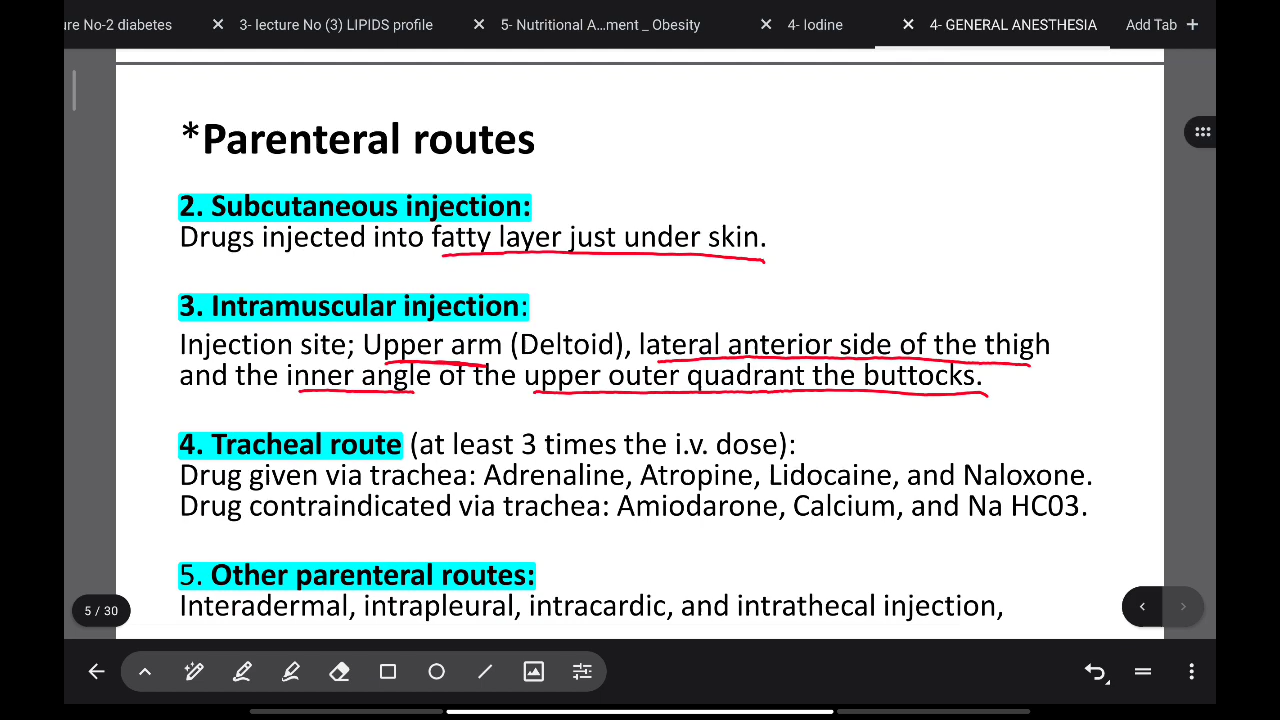 ure No-2 diabetes
3- lecture No (3) LIPIDS profile
5- Nutritional A...ment _ Obesity
4- Iodine
4- GENERAL ANESTHESIA
Add Tab
*Parenteral routes
2. Subcutaneous injection:
Drugs injected into fatty layer just under skin.
3. Intramuscular injection:
Injection site; Upper arm (Deltoid), lateral anterior side of the thigh
and the inner angle of the upper outer quadrant the buttocks.
4. Tracheal route (at least 3 times the i.v. dose):
Drug given via trachea: Adrenaline, Atropine, Lidocaine, and Naloxone.
Drug contraindicated via trachea: Amiodarone, Calcium, and Na HC03.
5. Other parenteral routes:
Interadermal, intrapleural, intracardic, and intrathecal injection,
5 / 30